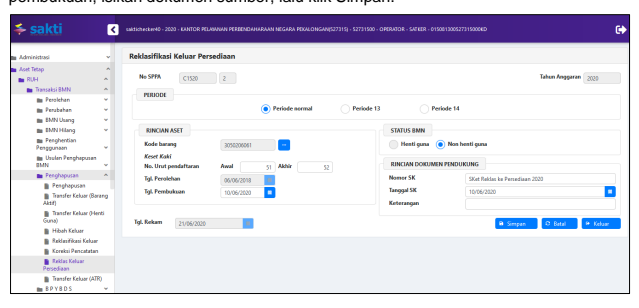 pembukuan, isikan dokumen sumber, lalu klik Simpan.
sakti
saktichecker40 - 2020 - KANTOR PELAYANAN PERBENDAHARAAN NEGARA PEKALONGAN(527315) - 52731500 - OPERATOR - SATKER - 015081300527315000KD
Administrasi
Aset Tetap
RUH
Transaksi BMN
Perolehan
Perubahan
BMN Usang
BMN Hilang
Penghentian
Penggunaan
Usulan Penghapusan
BMN
Penghapusan
Penghapusan
Transfer Keluar (Barang
Aktif)
Transfer Keluar (Henti
Guna)
Hibah Keluar
Reklasifikasi Keluar
Koreksi Pencatatan
Reklas Keluar
Persediaan
Transfer Keluar (ATR)
B P Y B D S
Reklasifikasi Keluar Persediaan
No SPPA C1320 2 Tahun Anggaran 2020
PERIODE
Periode normal Periode 13 Periode 14
RINCIAN ASET
Kode barang 3050206061
Keset Kaki
No. Urut pendaftaran Awal 51 Akhir 52
Tgl. Perolehan 06/06/2018
Tgl. Pembukuan 10/06/2020
STATUS BMN
Henti guna Non henti guna
RINCIAN DOKUMEN PENDUKUNG
Nomor SK SKet Reklas ke Persediaan 2020
Tanggal SK 10/06/2020
Keterangan
Tgl. Rekam 21/06/2020
Simpan Batal Keluar